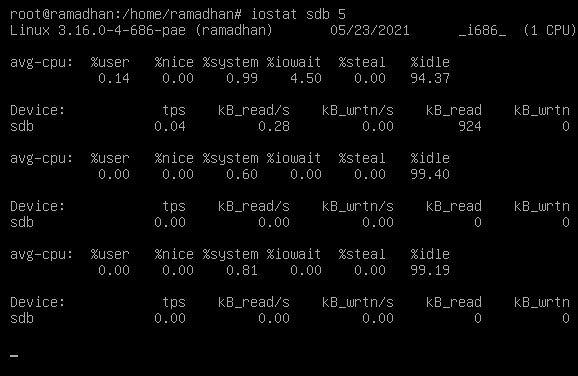 root@ramadhan:/home/ramadhan# iostat sdb 5
Linux 3.16.0-4-686-pae (ramadhan)        05/23/2021      _i686_  (1 CPU)
avg-cpu:  %user   %nice %system %iowait  %steal   %idle
           0.14    0.00    0.99    4.50    0.00   94.37
Device:            tps    kB_read/s    kB_wrtn/s    kB_read    kB_wrtn
sdb               0.04         0.28         0.00        924          0
avg-cpu:  %user   %nice %system %iowait  %steal   %idle
           0.00    0.00    0.60    0.00    0.00   99.40
Device:            tps    kB_read/s    kB_wrtn/s    kB_read    kB_wrtn
sdb               0.00         0.00         0.00          0          0
avg-cpu:  %user   %nice %system %iowait  %steal   %idle
           0.00    0.00    0.81    0.00    0.00   99.19
Device:            tps    kB_read/s    kB_wrtn/s    kB_read    kB_wrtn
sdb               0.00         0.00         0.00          0          0